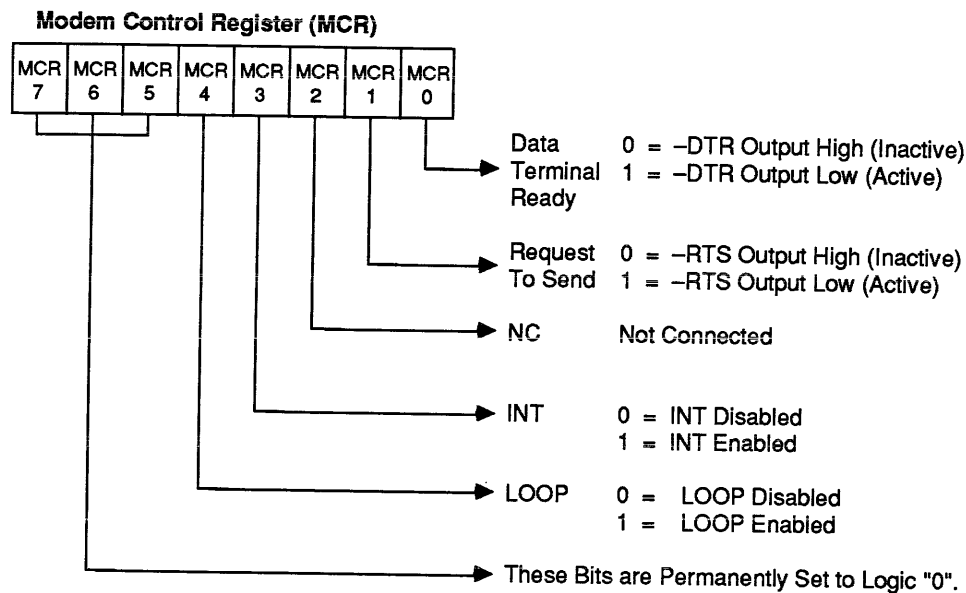 Modem Control Register (MCR)
MCR 7 MCR 6 MCR 5 MCR 4 MCR 3 MCR 2 MCR 1 MCR 0
Data Terminal Ready
0 = –DTR Output High (Inactive)
1 = –DTR Output Low (Active)
Request To Send
0 = –RTS Output High (Inactive)
1 = –RTS Output Low (Active)
NC Not Connected
INT 0 = INT Disabled
1 = INT Enabled
LOOP 0 = LOOP Disabled
1 = LOOP Enabled
These Bits are Permanently Set to Logic "0".